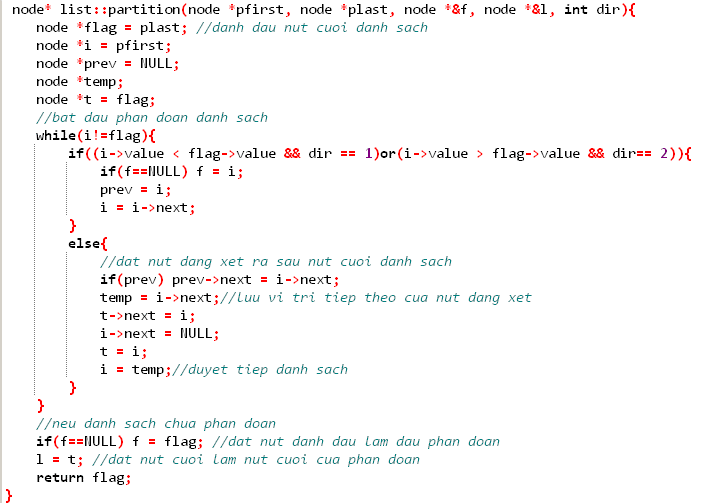 node* list::partition(node *pfirst, node *plast, node *&f, node *&l, int dir){
node *flag = plast; //danh dau nut cuoi danh sach
node *i = pfirst;
node *prev = NULL;
node *temp;
node *t = flag;
//bat dau phan doan danh sach
while(i!=flag){
if((i->value < flag->value && dir == 1)or(i->value > flag->value && dir== 2)){
if(f==NULL) f = i;
prev = i;
i = i->next;
}
else{
//dat nut dang xet ra sau nut cuoi danh sach
if(prev) prev->next = i->next;
temp = i->next;//luu vi tri tiep theo cua nut dang xet
t->next = i;
i->next = NULL;
t = i;
i = temp;//duyet tiep danh sach
}
}
//neu danh sach chua phan doan
if(f==NULL) f = flag; //dat nut danh dau lam dau phan doan
l = t; //dat nut cuoi lam nut cuoi cua phan doan
return flag;
}